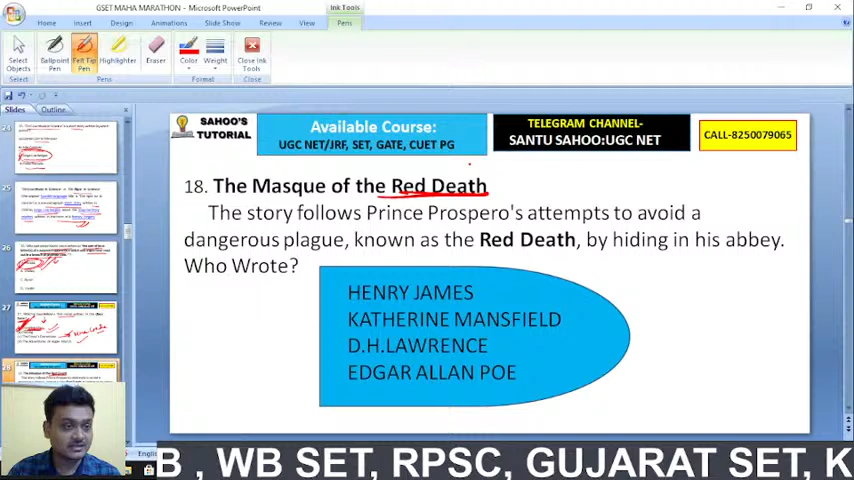 GSET MAHA MARATHON - Microsoft PowerPoint
Ink Tools
Home Insert Design Animations Slide Show Review View Pens
Select Objects
Ballpoint Pen
Felt Tip Pen
Highlighter
Eraser
Color
Weight
Close Ink Tools
Select
Pens
Format
Close
Slides Outline
24
25
26
27
28
SAHOO'S TUTORIAL
Available Course:
UGC NET/JRF, SET, GATE, CUET PG
TELEGRAM CHANNEL-
SANTU SAHOO:UGC NET
CALL-8250079065
18. The Masque of the Red Death
The story follows Prince Prospero's attempts to avoid a
dangerous plague, known as the Red Death, by hiding in his abbey.
Who Wrote?
HENRY JAMES
KATHERINE MANSFIELD
D.H.LAWRENCE
EDGAR ALLAN POE
B , WB SET, RPSC, GUJARAT SET, K